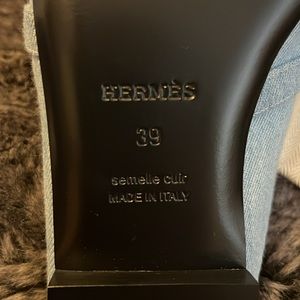 HERMÈS
39
semelle cuir
MADE IN ITALY